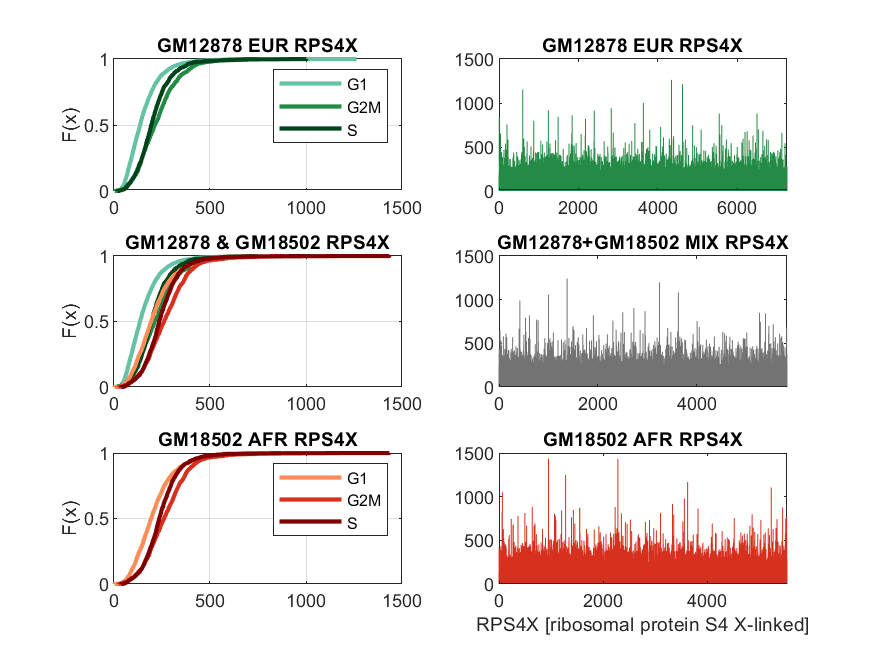 GM12878 EUR RPS4X
F(x)
1
0.5
0
0 500 1000 1500
G1
G2M
S
GM12878 EUR RPS4X
1500
1000
500
0
0 2000 4000 6000
GM12878 & GM18502 RPS4X
F(x)
1
0.5
0
0 500 1000 1500
GM12878+GM18502 MIX RPS4X
1500
1000
500
0
0 2000 4000
GM18502 AFR RPS4X
F(x)
1
0.5
0
0 500 1000 1500
G1
G2M
S
GM18502 AFR RPS4X
1500
1000
500
0
0 2000 4000
RPS4X [ribosomal protein S4 X-linked]